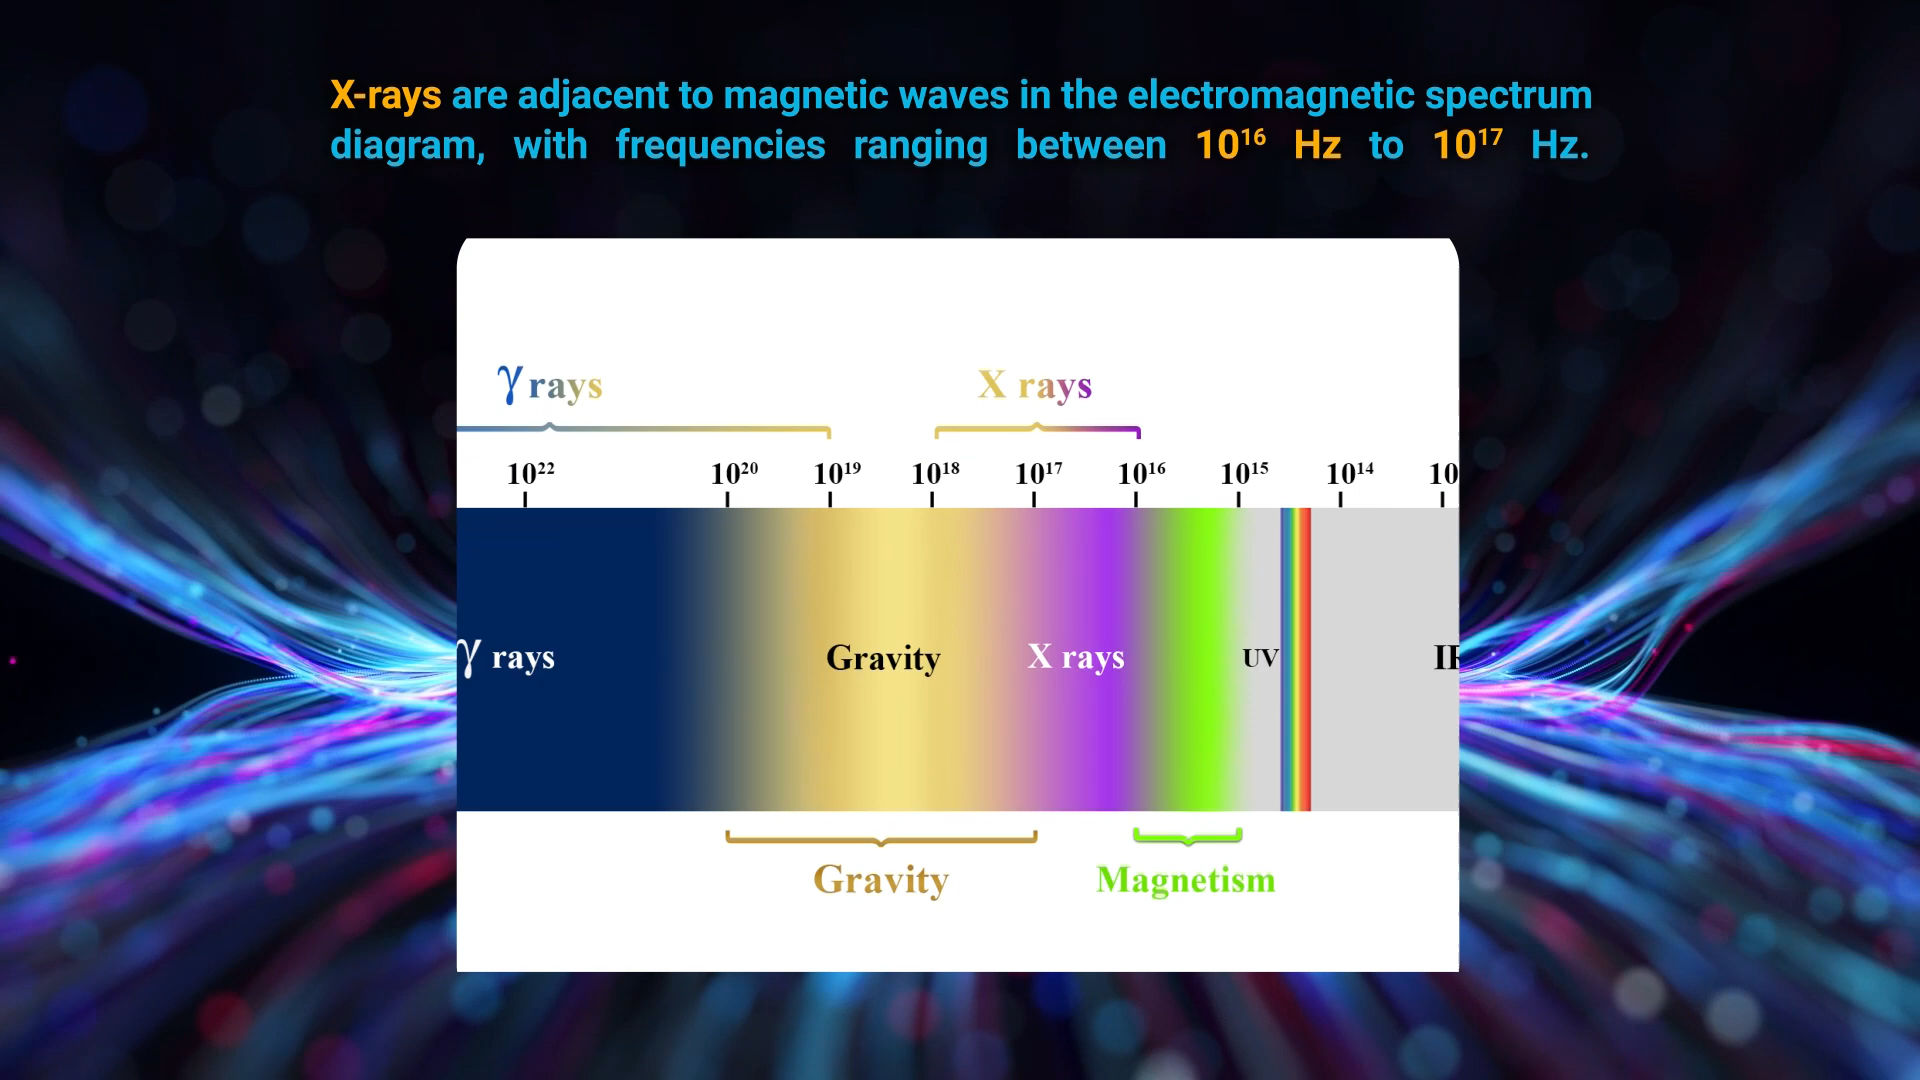 X-rays are adjacent to magnetic waves in the electromagnetic spectrum
diagram, with frequencies ranging between 10¹⁶ Hz to 10¹⁷ Hz.
γ rays X rays
10²² 10²⁰ 10¹⁹ 10¹⁸ 10¹⁷ 10¹⁶ 10¹⁵ 10¹⁴ 10
γ rays Gravity X rays UV
Gravity Magnetism